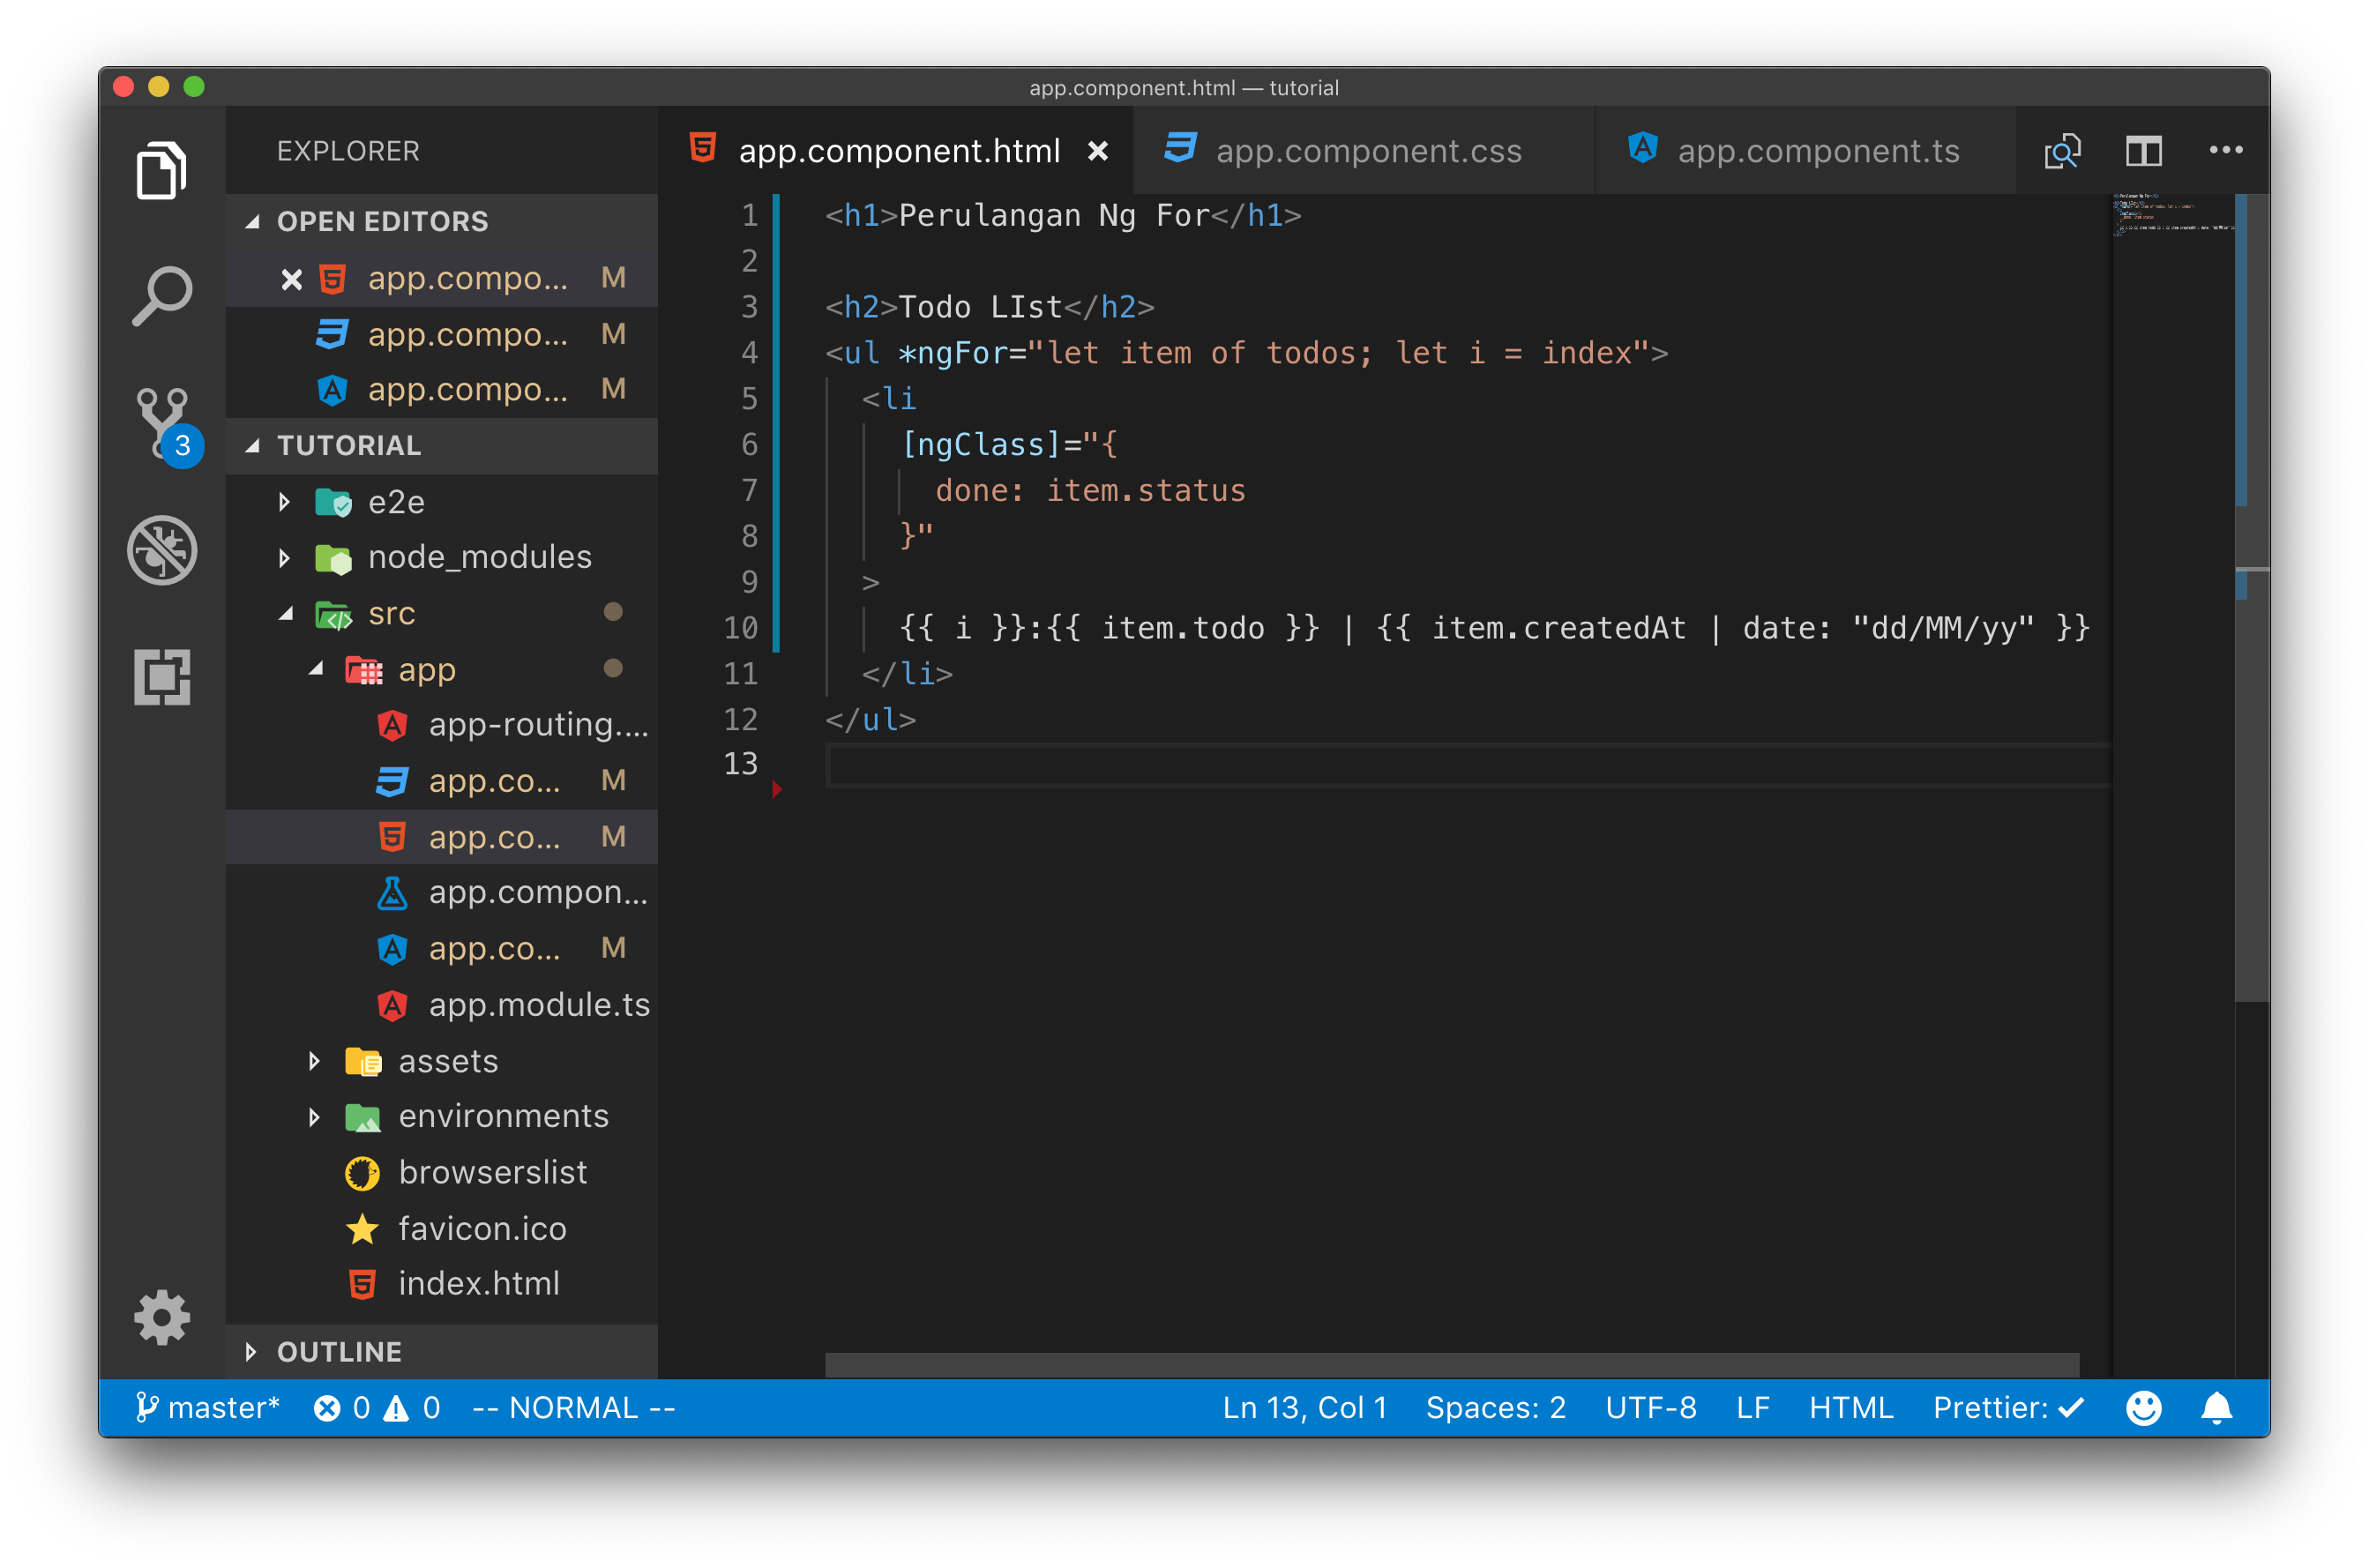 app.component.html — tutorial
EXPLORER
OPEN EDITORS
app.compo... M
app.compo... M
app.compo... M
TUTORIAL
e2e
node_modules
src
app
app-routing....
app.co... M
app.co... M
app.compon...
app.co... M
app.module.ts
assets
environments
browserslist
favicon.ico
index.html
OUTLINE
3
app.component.html
app.component.css
app.component.ts
1 <h1>Perulangan Ng For</h1>
2
3 <h2>Todo LIst</h2>
4 <ul *ngFor="let item of todos; let i = index">
5 <li
6 [ngClass]="{
7 done: item.status
8 }"
9 >
10 {{ i }}:{{ item.todo }} | {{ item.createdAt | date: "dd/MM/yy" }}
11 </li>
12 </ul>
13
master* 0 0 -- NORMAL -- Ln 13, Col 1 Spaces: 2 UTF-8 LF HTML Prettier: ✓